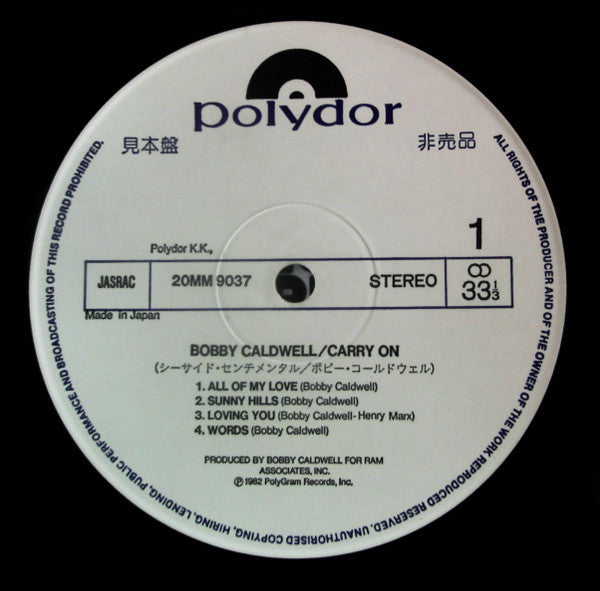 polydor
見本盤
非売品
1
Polydor K.K.,
JASRAC
20MM 9037
STEREO
33 1/3
Made in Japan
BOBBY CALDWELL/CARRY ON
(シーサイド・センチメンタル/ボビー・コールドウェル)
1. ALL OF MY LOVE (Bobby Caldwell)
2. SUNNY HILLS (Bobby Caldwell)
3. LOVING YOU (Bobby Caldwell- Henry Marx)
4. WORDS (Bobby Caldwell)
PRODUCED BY BOBBY CALDWELL FOR RAM
ASSOCIATES, INC.
℗1982 PolyGram Records, Inc.
ALL RIGHTS OF THE PRODUCER AND OF THE OWNER OF THE WORK REPRODUCED RESERVED. UNAUTHORISED COPYING, HIRING, LENDING, PUBLIC PERFORMANCE AND BROADCASTING OF THIS RECORD PROHIBITED.